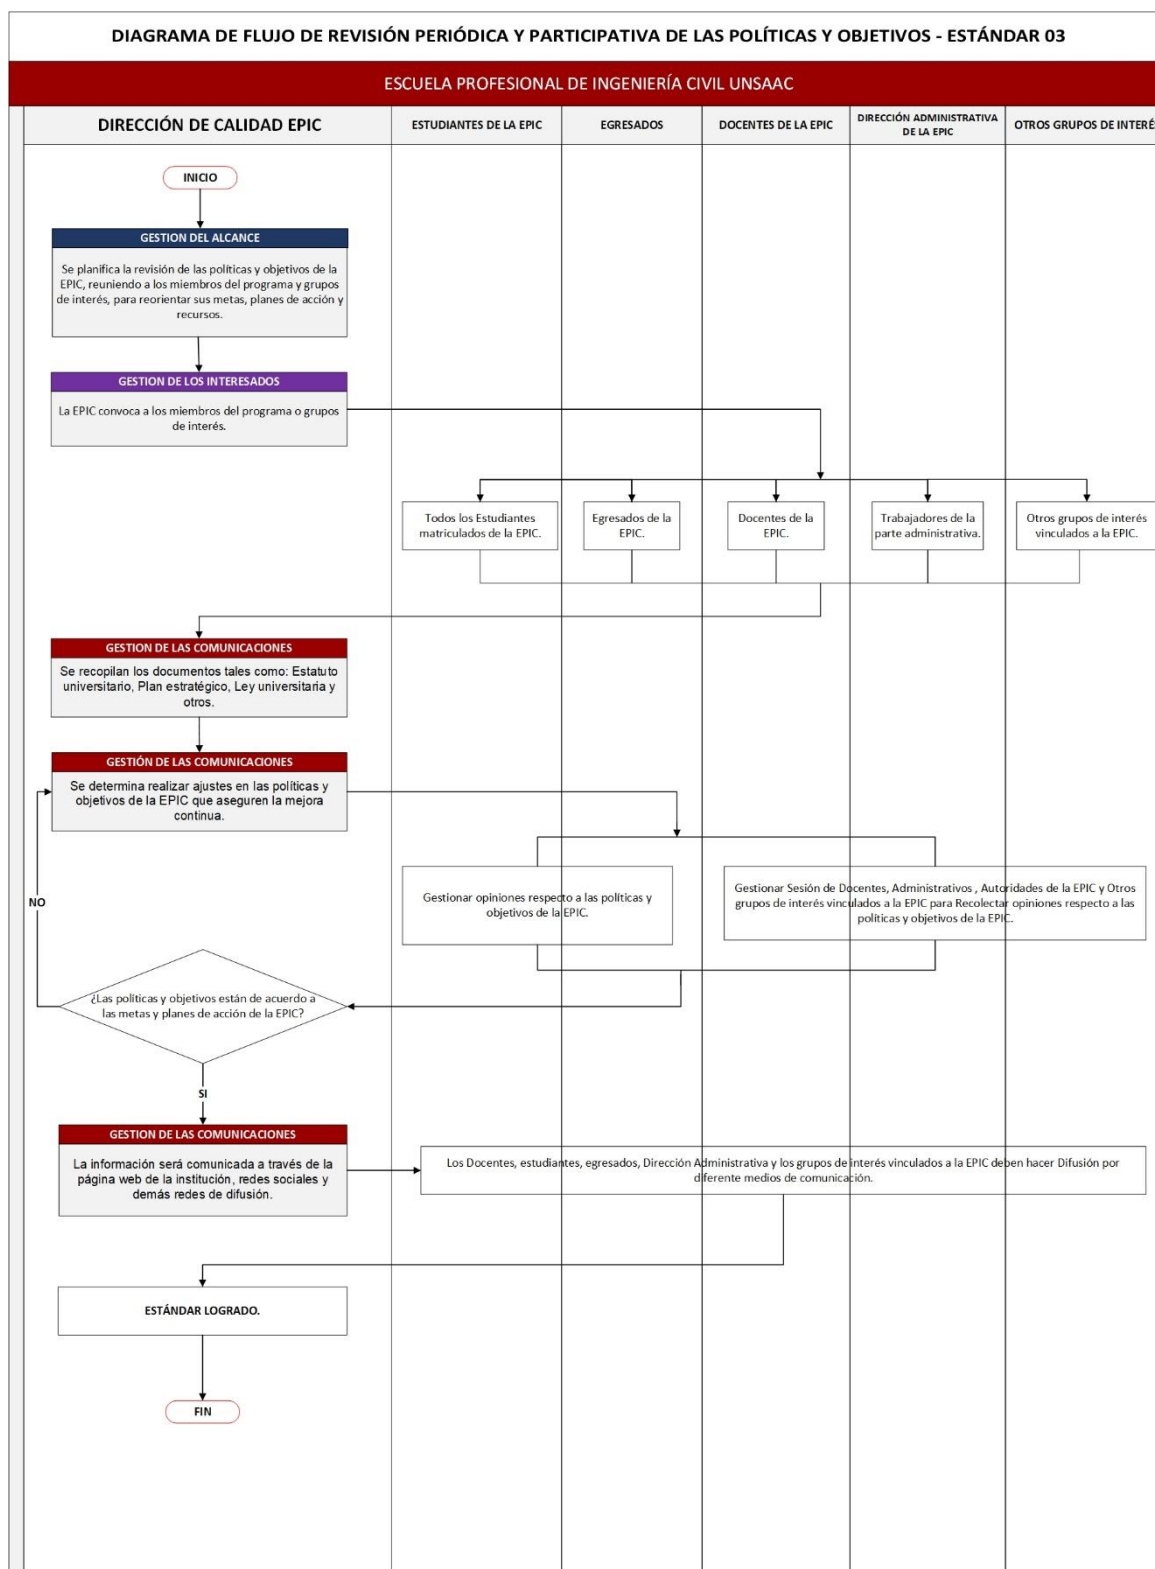 DIAGRAMA DE FLUJO DE REVISIÓN PERIÓDICA Y PARTICIPATIVA DE LAS POLÍTICAS Y OBJETIVOS - ESTÁNDAR 03
ESCUELA PROFESIONAL DE INGENIERÍA CIVIL UNSAAC
DIRECCIÓN DE CALIDAD EPIC
ESTUDIANTES DE LA EPIC
EGRESADOS
DOCENTES DE LA EPIC
DIRECCIÓN ADMINISTRATIVA
DE LA EPIC
OTROS GRUPOS DE INTERÉS
INICIO
GESTION DEL ALCANCE
Se planifica la revisión de las políticas y objetivos de la
EPIC, reuniendo a los miembros del programa y grupos
de interés, para reorientar sus metas, planes de acción y
recursos.
GESTION DE LOS INTERESADOS
La EPIC convoca a los miembros del programa o grupos
de interés.
Todos los Estudiantes
matriculados de la EPIC.
Egresados de la
EPIC.
Docentes de la
EPIC.
Trabajadores de la
parte administrativa.
Otros grupos de interés
vinculados a la EPIC.
GESTION DE LAS COMUNICACIONES
Se recopilan los documentos tales como: Estatuto
universitario, Plan estratégico, Ley universitaria y
otros.
GESTIÓN DE LAS COMUNICACIONES
Se determina realizar ajustes en las políticas y
objetivos de la EPIC que aseguren la mejora
continua.
Gestionar opiniones respecto a las políticas y
objetivos de la EPIC.
Gestionar Sesión de Docentes, Administrativos , Autoridades de la EPIC y Otros
grupos de interés vinculados a la EPIC para Recolectar opiniones respecto a las
políticas y objetivos de la EPIC.
NO
¿Las políticas y objetivos están de acuerdo a
las metas y planes de acción de la EPIC?
SI
GESTION DE LAS COMUNICACIONES
La información será comunicada a través de la
página web de la institución, redes sociales y
demás redes de difusión.
Los Docentes, estudiantes, egresados, Dirección Administrativa y los grupos de interés vinculados a la EPIC deben hacer Difusión por
diferente medios de comunicación.
ESTÁNDAR LOGRADO.
FIN